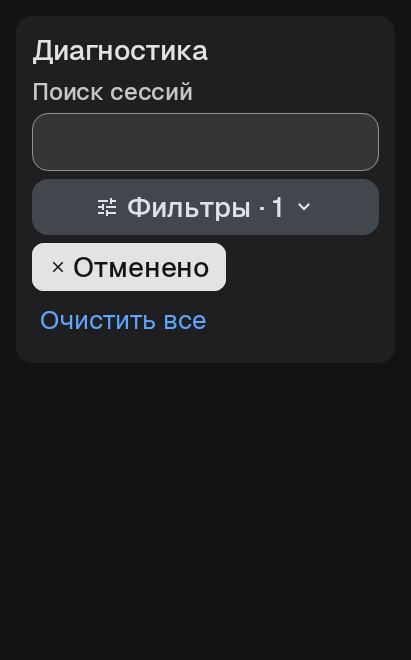 Диагностика
Поиск сессий
Фильтры · 1
× Отменено
Очистить все